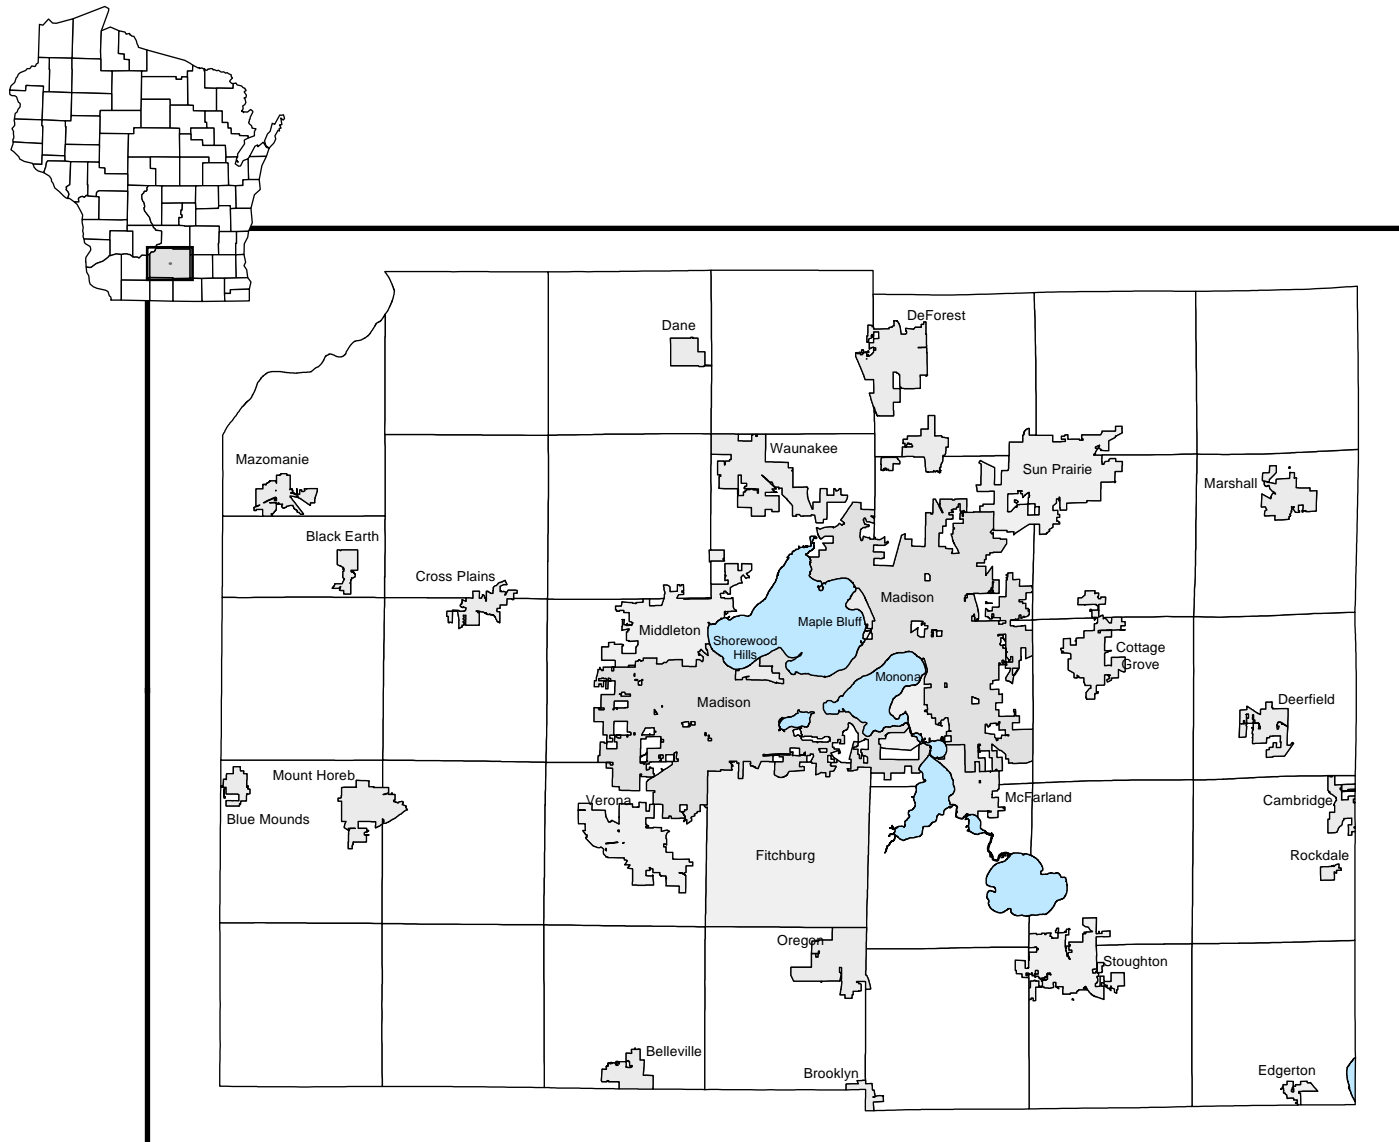 DeForest
Dane
Waunakee
Mazomanie
Sun Prairie
Marshall
Black Earth
Cross Plains
Madison
Maple Bluff
Middleton
Shorewood
Hills
Cottage
Grove
Monona
Madison
Deerfield
Mount Horeb
Verona
McFarland
Cambridge
Blue Mounds
Fitchburg
Rockdale
Oregon
Stoughton
Belleville
Brooklyn
Edgerton